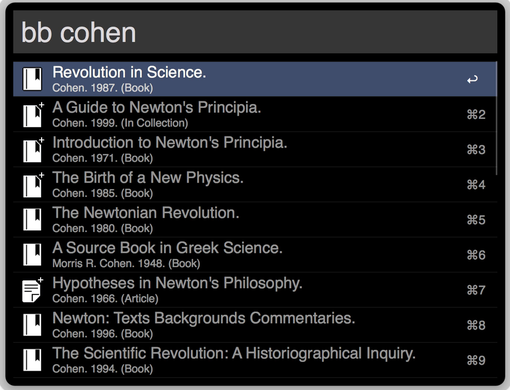 bb cohen
Revolution in Science.
Cohen. 1987. (Book)
↩
A Guide to Newton's Principia.
Cohen. 1999. (In Collection)
⌘2
Introduction to Newton's Principia.
Cohen. 1971. (Book)
⌘3
The Birth of a New Physics.
Cohen. 1985. (Book)
⌘4
The Newtonian Revolution.
Cohen. 1980. (Book)
⌘5
A Source Book in Greek Science.
Morris R. Cohen. 1948. (Book)
⌘6
Hypotheses in Newton's Philosophy.
Cohen. 1966. (Article)
⌘7
Newton: Texts Backgrounds Commentaries.
Cohen. 1996. (Book)
⌘8
The Scientific Revolution: A Historiographical Inquiry.
Cohen. 1994. (Book)
⌘9